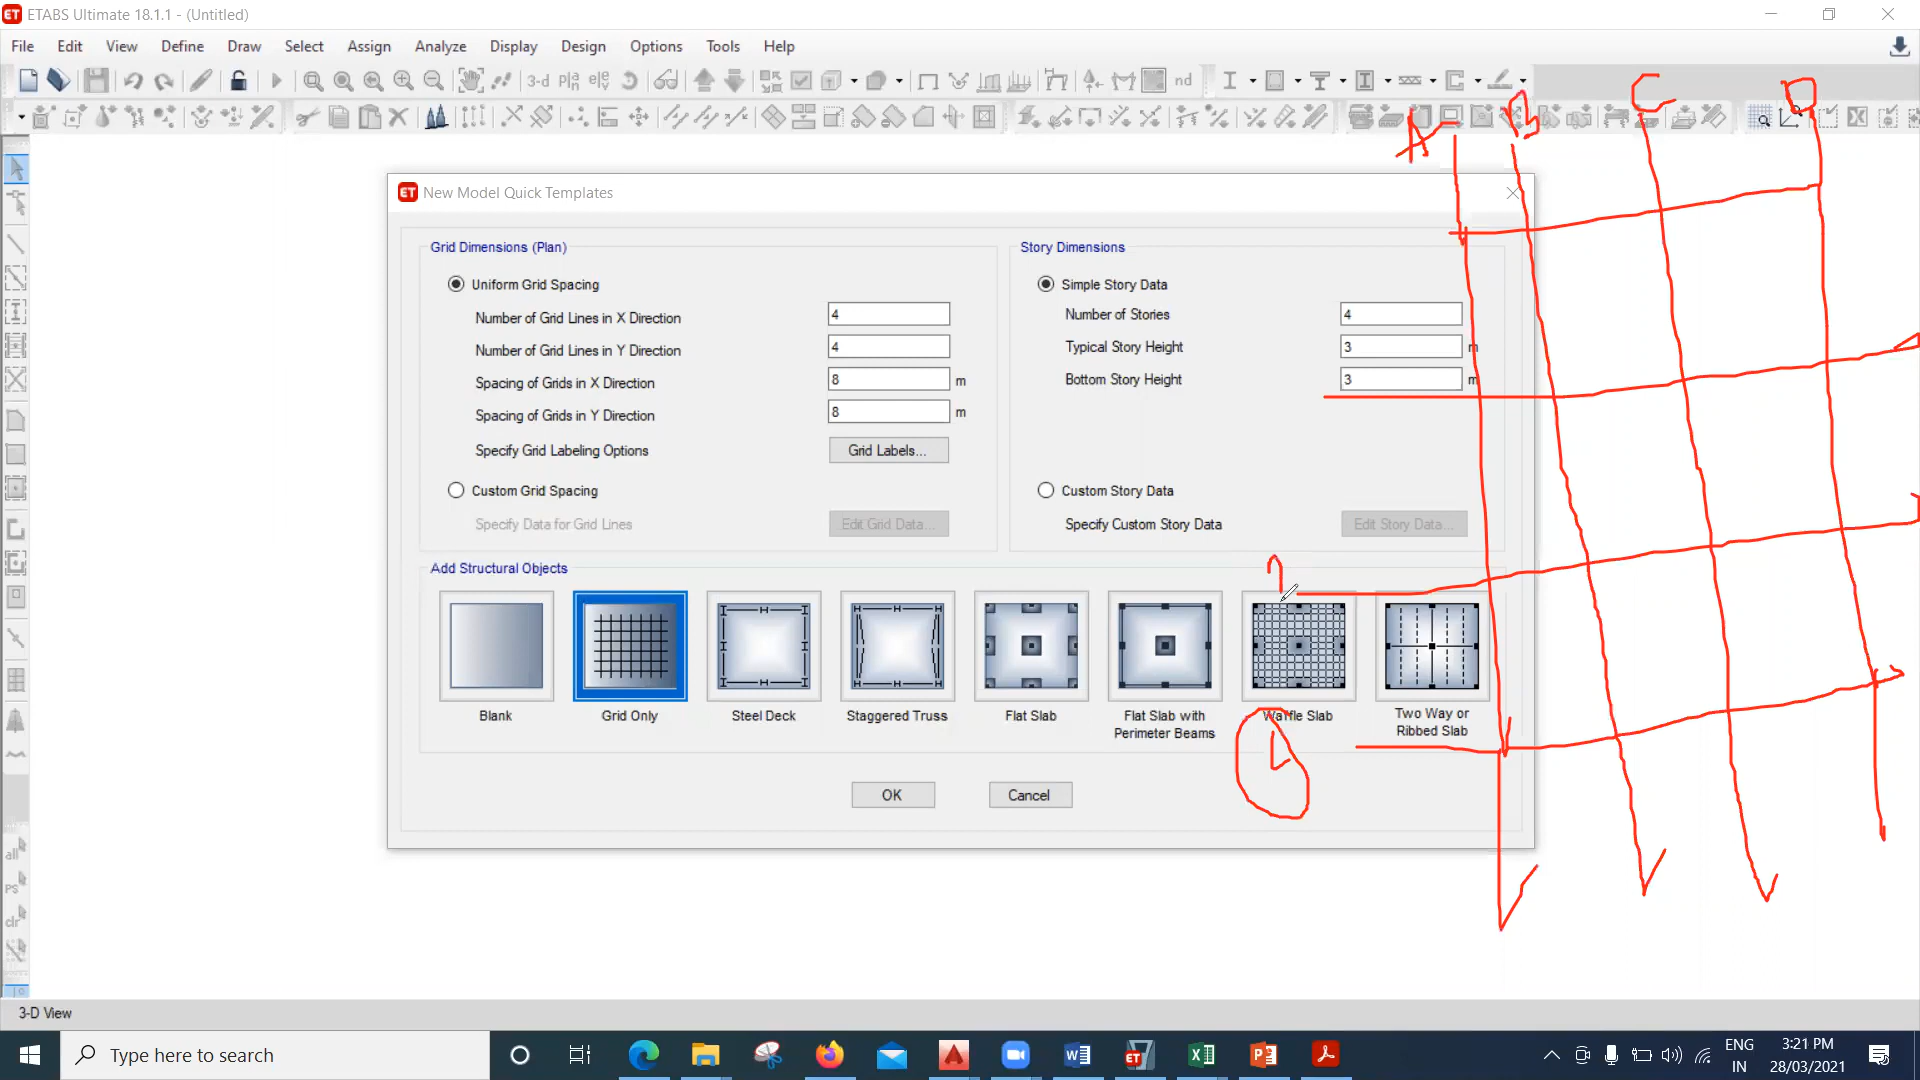 ETABS Ultimate 18.1.1 - (Untitled)
File Edit View Define Draw Select Assign Analyze Display Design Options Tools Help
3-d
nd
A B C D
New Model Quick Templates
Grid Dimensions (Plan)
Uniform Grid Spacing
Number of Grid Lines in X Direction 4
Number of Grid Lines in Y Direction 4
Spacing of Grids in X Direction 8 m
Spacing of Grids in Y Direction 8 m
Specify Grid Labeling Options Grid Labels...
Custom Grid Spacing
Specify Data for Grid Lines Edit Grid Data...
Story Dimensions
Simple Story Data
Number of Stories 4
Typical Story Height 3 m
Bottom Story Height 3 m
Custom Story Data
Specify Custom Story Data Edit Story Data...
Add Structural Objects
Blank
Grid Only
Steel Deck
Staggered Truss
Flat Slab
Flat Slab with
Perimeter Beams
Waffle Slab
Two Way or
Ribbed Slab
OK Cancel
all
PS
clr
3-D View
Type here to search
ENG
IN
3:21 PM
28/03/2021